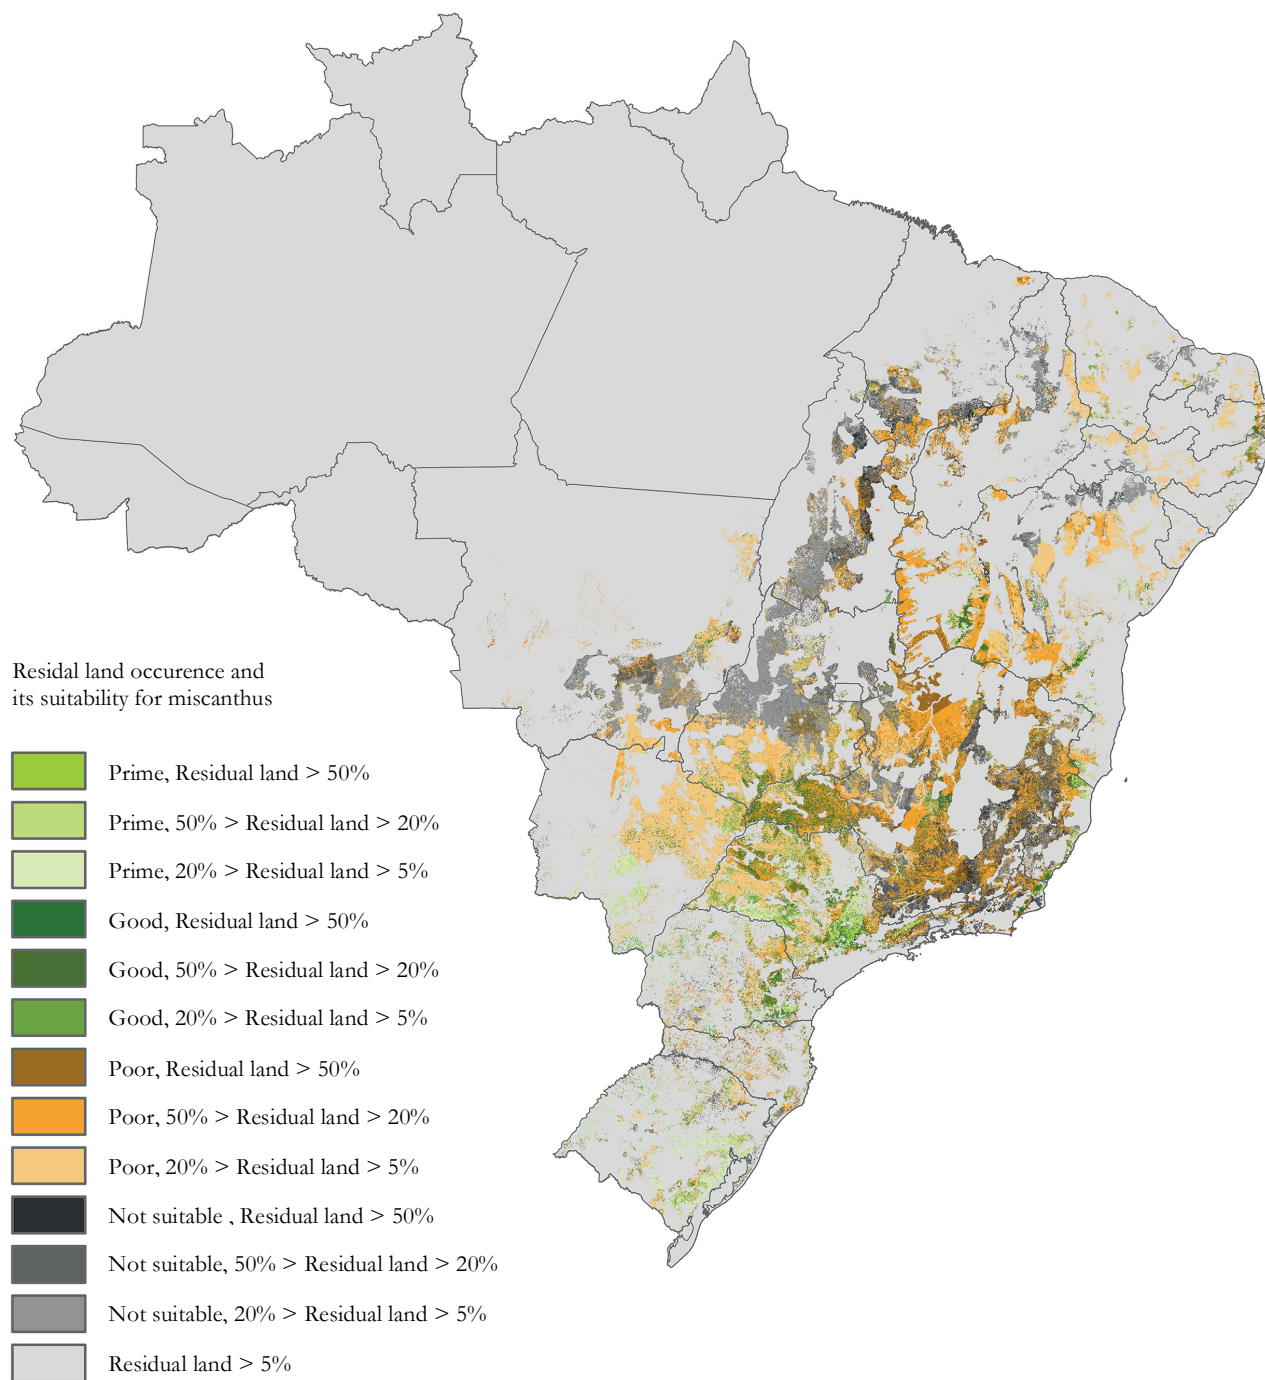 Residal land occurence and
its suitability for miscanthus
Prime, Residual land > 50%
Prime, 50% > Residual land > 20%
Prime, 20% > Residual land > 5%
Good, Residual land > 50%
Good, 50% > Residual land > 20%
Good, 20% > Residual land > 5%
Poor, Residual land > 50%
Poor, 50% > Residual land > 20%
Poor, 20% > Residual land > 5%
Not suitable , Residual land > 50%
Not suitable, 50% > Residual land > 20%
Not suitable, 20% > Residual land > 5%
Residual land > 5%